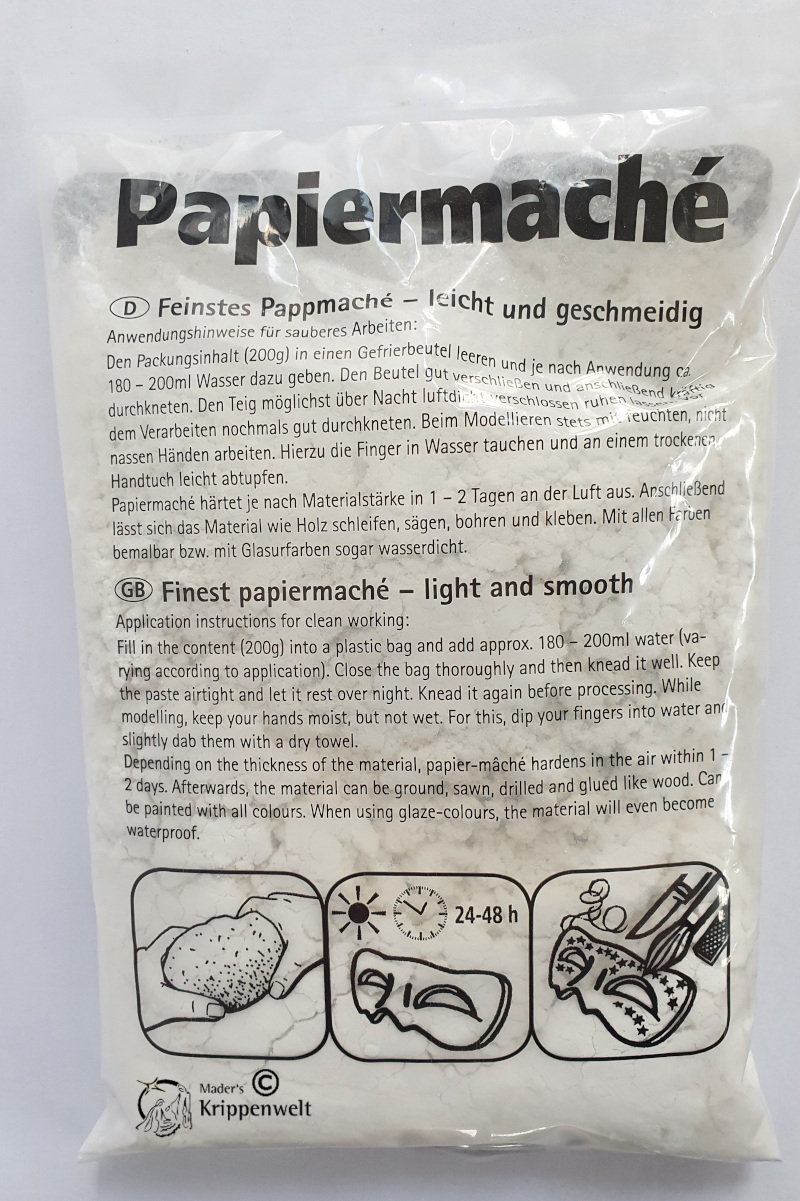 Papiermaché
D Feinstes Pappmaché – leicht und geschmeidig
Anwendungshinweise für sauberes Arbeiten:
Den Packungsinhalt (200g) in einen Gefrierbeutel leeren und je nach Anwendung ca.
180 – 200ml Wasser dazu geben. Den Beutel gut verschließen und anschließend kräftig
durchkneten. Den Teig möglichst über Nacht luftdicht verschlossen ruhen lassen. Vor
dem Verarbeiten nochmals gut durchkneten. Beim Modellieren stets mit feuchten, nicht
nassen Händen arbeiten. Hierzu die Finger in Wasser tauchen und an einem trockenen
Handtuch leicht abtupfen.
Papiermaché härtet je nach Materialstärke in 1 – 2 Tagen an der Luft aus. Anschließend
lässt sich das Material wie Holz schleifen, sägen, bohren und kleben. Mit allen Farben
bemalbar bzw. mit Glasurfarben sogar wasserdicht.
GB Finest papiermaché – light and smooth
Application instructions for clean working:
Fill in the content (200g) into a plastic bag and add approx. 180 – 200ml water (va-
rying according to application). Close the bag thoroughly and then knead it well. Keep
the paste airtight and let it rest over night. Knead it again before processing. While
modelling, keep your hands moist, but not wet. For this, dip your fingers into water and
slightly dab them with a dry towel.
Depending on the thickness of the material, papier-mâché hardens in the air within 1 –
2 days. Afterwards, the material can be ground, sawn, drilled and glued like wood. Can
be painted with all colours. When using glaze-colours, the material will even become
waterproof.
24-48 h
Mader's ©
Krippenwelt